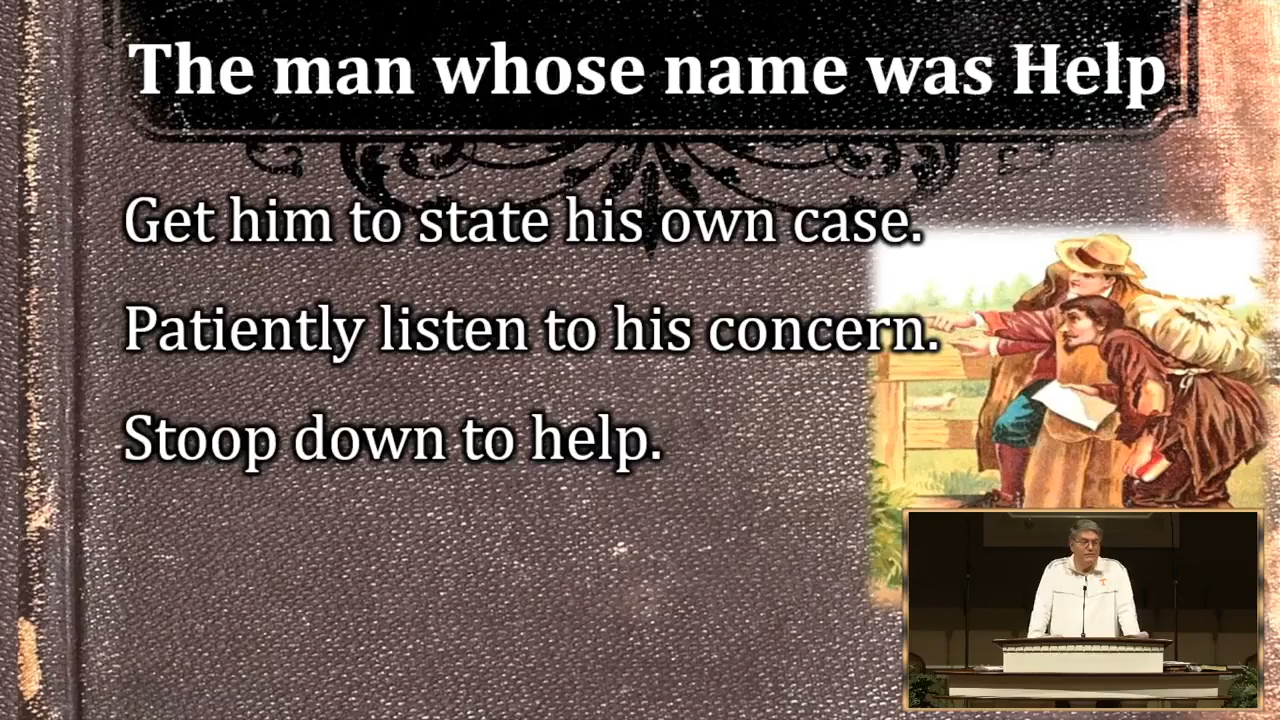 The man whose name was Help
Get him to state his own case.
Patiently listen to his concern.
Stoop down to help.
T